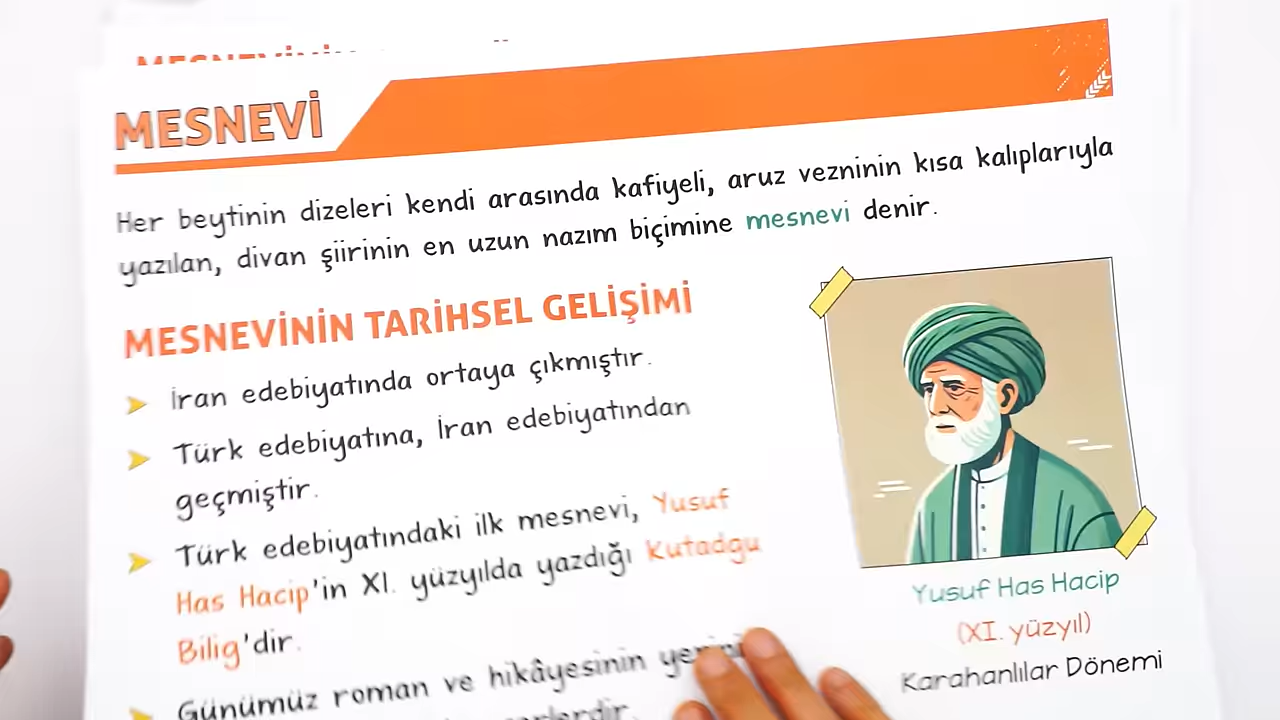 MESNEVİNİN
MESNEVİ
Her beytinin dizeleri kendi arasında kafiyeli, aruz vezninin kısa kalıplarıyla
yazılan, divan şiirinin en uzun nazım biçimine mesnevi denir.
MESNEVİNİN TARİHSEL GELİŞİMİ
İran edebiyatında ortaya çıkmıştır.
Türk edebiyatına, İran edebiyatından
geçmiştir.
Türk edebiyatındaki ilk mesnevi, Yusuf
Has Hacip'in XI. yüzyılda yazdığı Kutadgu
Bilig'dir.
Günümüz roman ve hikâyesinin yerini
Yusuf Has Hacip
(XI. yüzyıl)
Karahanlılar Dönemi